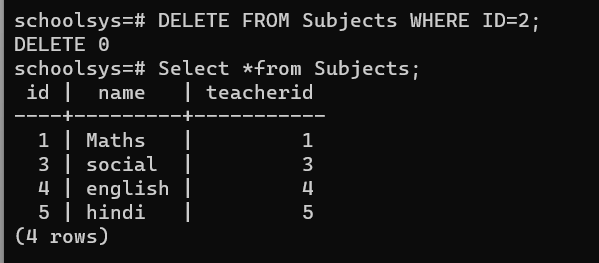 schoolsys=# DELETE FROM Subjects WHERE ID=2;
DELETE 0
schoolsys=# Select *from Subjects;
 id |  name   | teacherid
----+---------+-----------
  1 | Maths   |         1
  3 | social  |         3
  4 | english |         4
  5 | hindi   |         5
(4 rows)